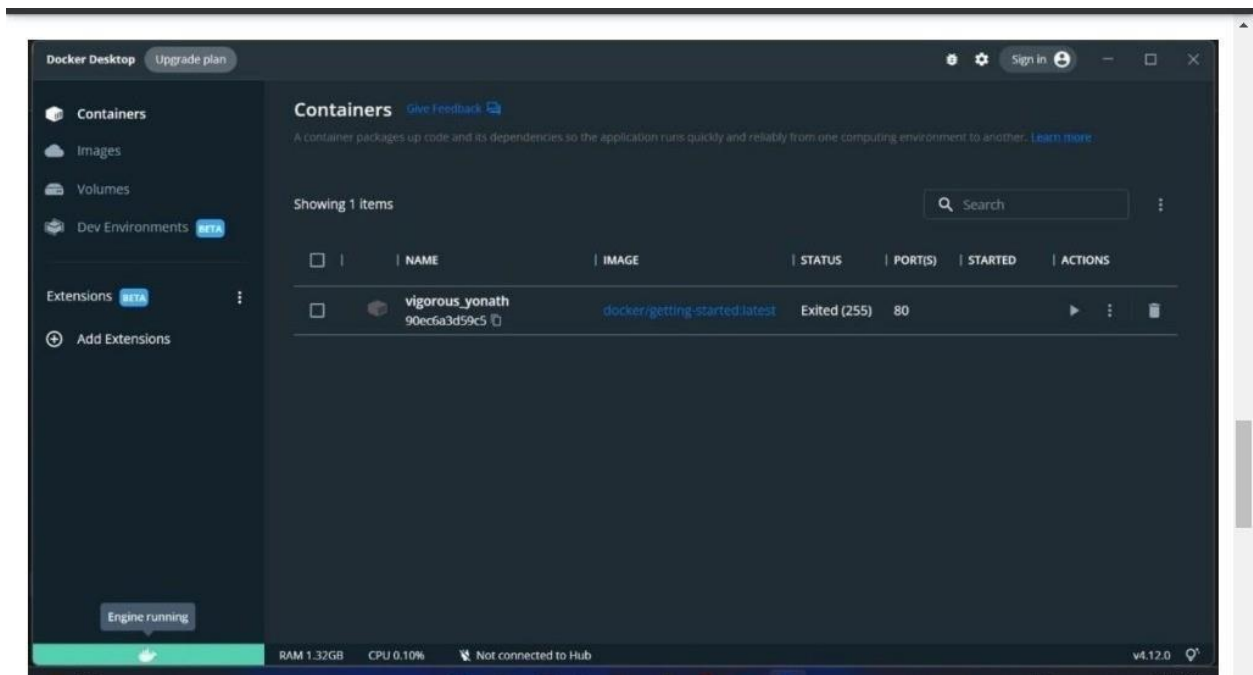 Docker Desktop Upgrade plan Sign in
Containers
Images
Volumes
Dev Environments BETA
Extensions BETA
Add Extensions
Containers Give Feedback
A container packages up code and its dependencies so the application runs quickly and reliably from one computing environment to another. Learn more
Showing 1 items
Search
NAME IMAGE STATUS PORT(S) STARTED ACTIONS
vigorous_yonath docker/getting-started:latest Exited (255) 80
90ec6a3d59c5
Engine running
RAM 1.32GB CPU 0.10% Not connected to Hub v4.12.0